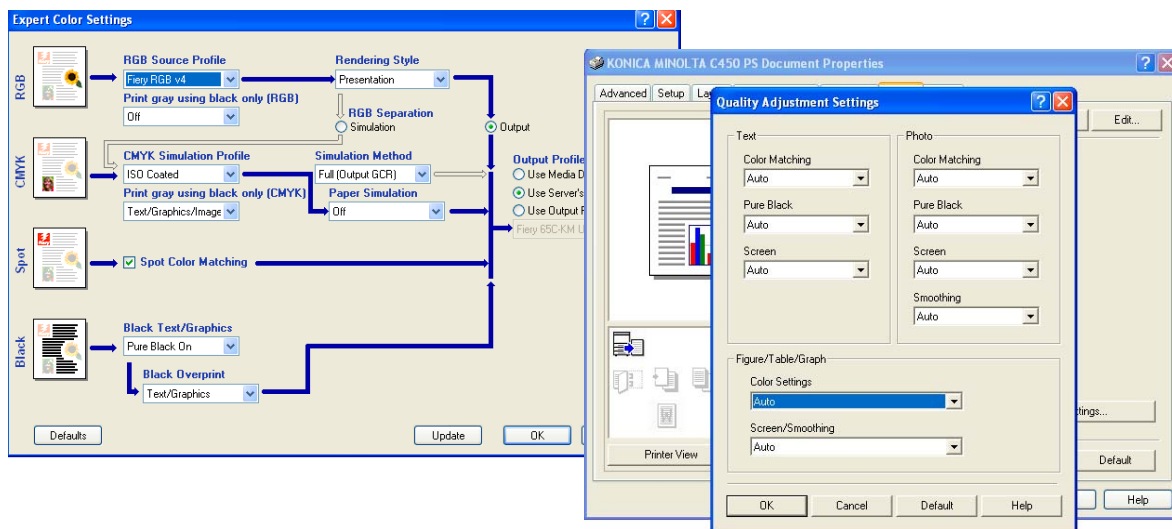 Expert Color Settings
RGB
RGB Source Profile
Fiery RGB v4
Rendering Style
Presentation
Print gray using black only (RGB)
Off
RGB Separation
Simulation
Output
CMYK
CMYK Simulation Profile
ISO Coated
Simulation Method
Full (Output GCR)
Print gray using black only (CMYK)
Text/Graphics/Image
Paper Simulation
Off
Output Profile
Use Media D
Use Server's
Use Output
Fiery 65C-KM U
Spot
Spot Color Matching
Black
Black Text/Graphics
Pure Black On
Black Overprint
Text/Graphics
Defaults
Update
OK
KONICA MINOLTA C450 PS Document Properties
Advanced
Setup
La
Edit...
Printer View
tings...
Default
Help
Quality Adjustment Settings
Text
Color Matching
Auto
Pure Black
Auto
Screen
Auto
Photo
Color Matching
Auto
Pure Black
Auto
Screen
Auto
Smoothing
Auto
Figure/Table/Graph
Color Settings
Auto
Screen/Smoothing
Auto
OK
Cancel
Default
Help